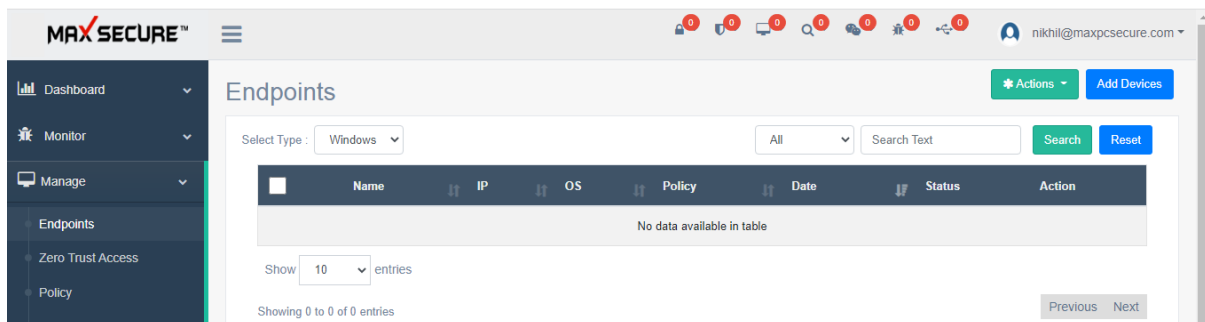 MAX SECURE™
0 0 0 0 0 0 0
nikhil@maxpcsecure.com
Dashboard
Monitor
Manage
Endpoints
Zero Trust Access
Policy
Endpoints
Actions
Add Devices
Select Type : Windows
All
Search Text
Search
Reset
Name IP OS Policy Date Status Action
No data available in table
Show 10 entries
Showing 0 to 0 of 0 entries
Previous Next